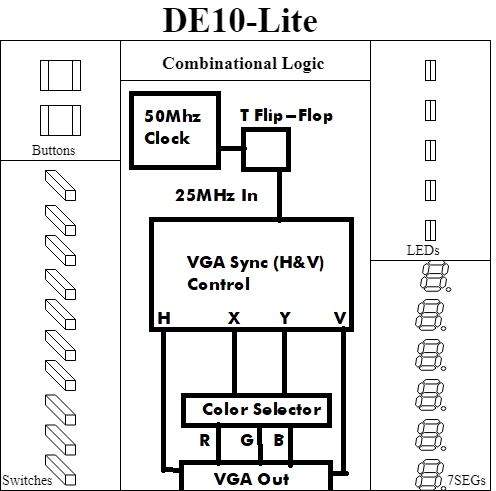 DE10-Lite
Combinational Logic
50Mhz
Clock
T Flip-Flop
Buttons
25MHz In
LEDs
VGA Sync (H&V)
Control
H X Y V
Color Selector
R G B
Switches
VGA Out
7SEGs